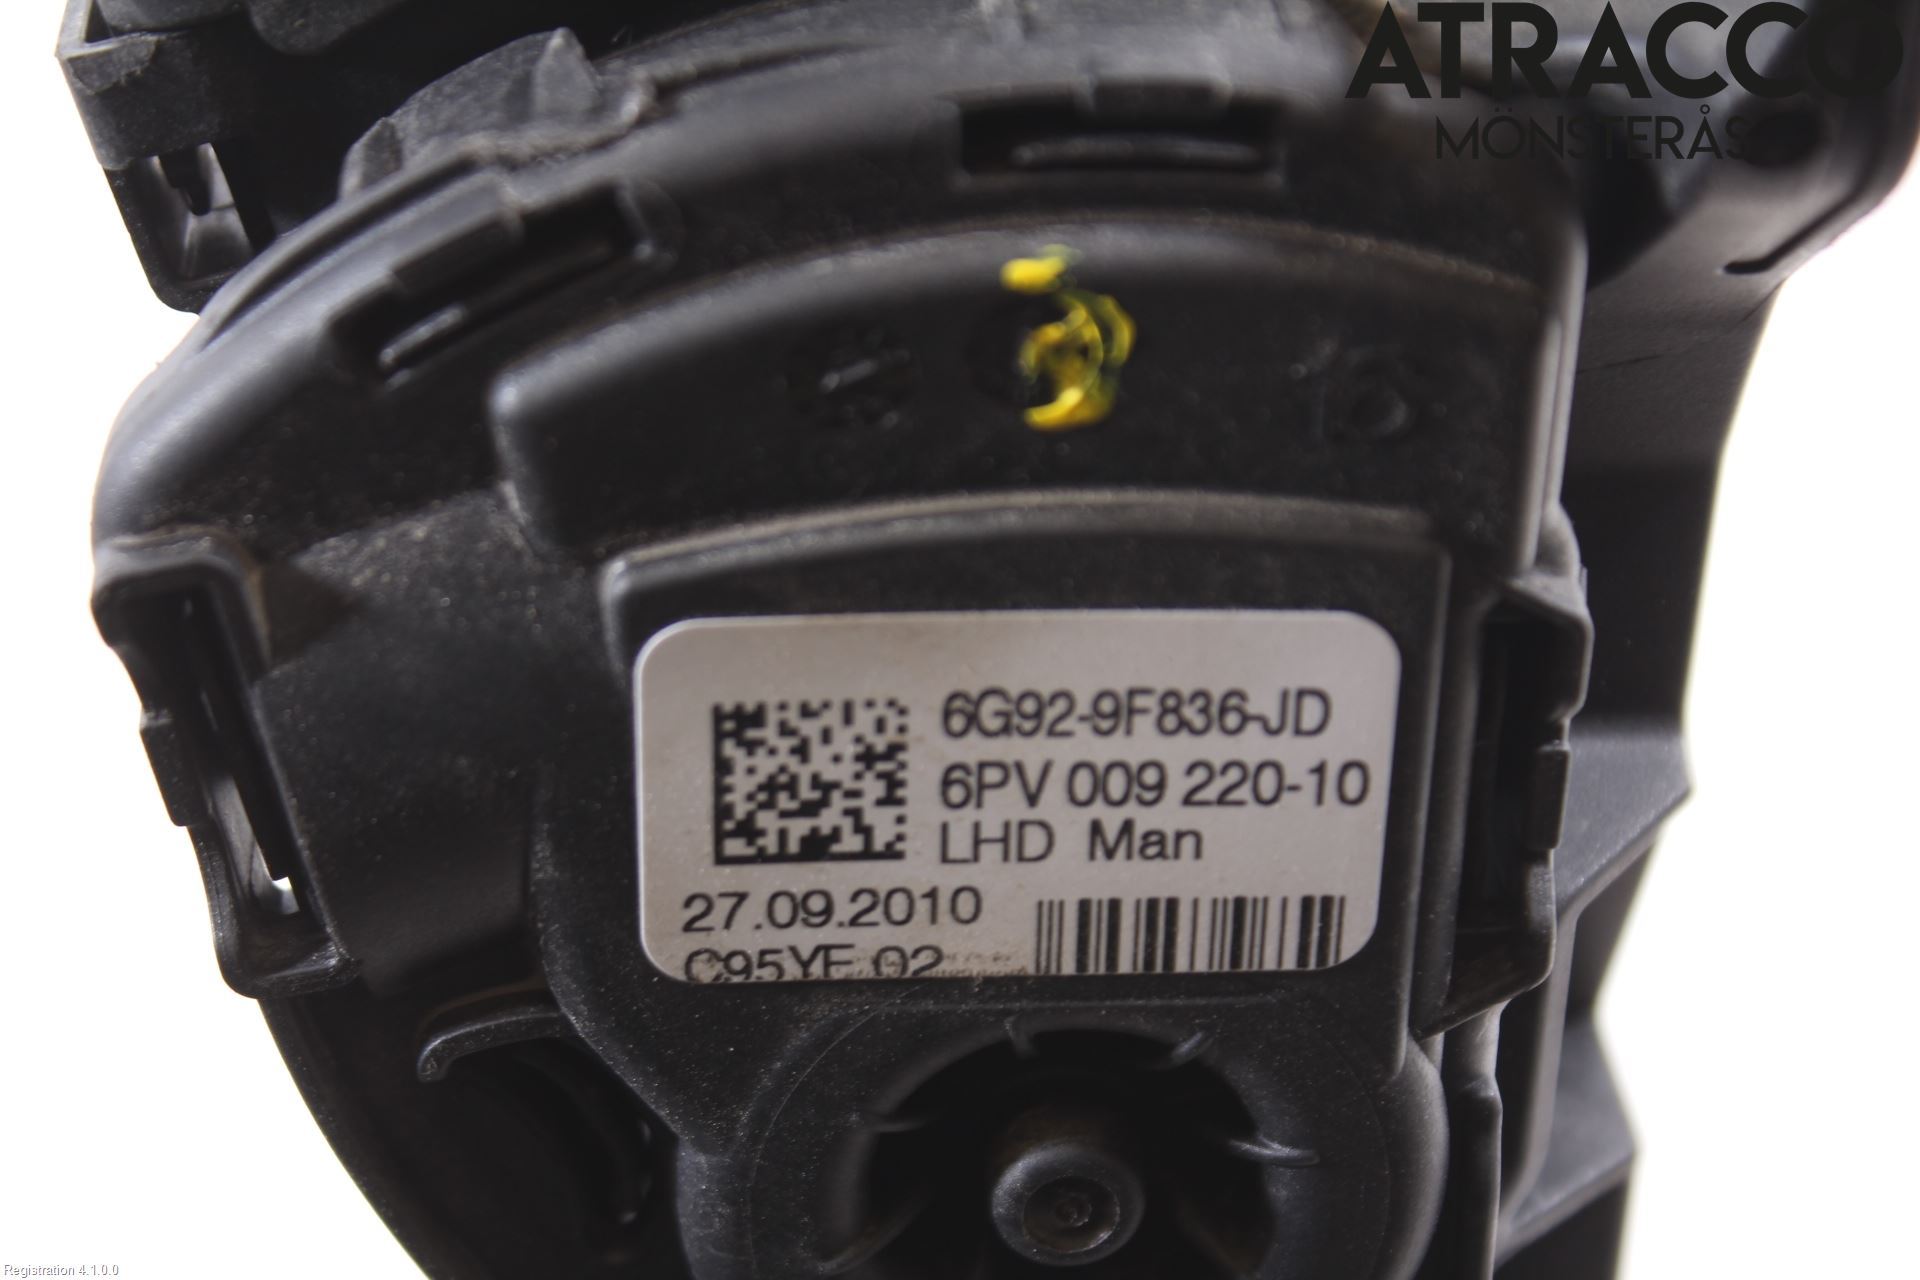 ATRACCO
MÖNSTERÅS
16
6G92-9F836-JD
6PV 009 220-10
LHD Man
27.09.2010
C95YE 02
Registration 4.1.0.0